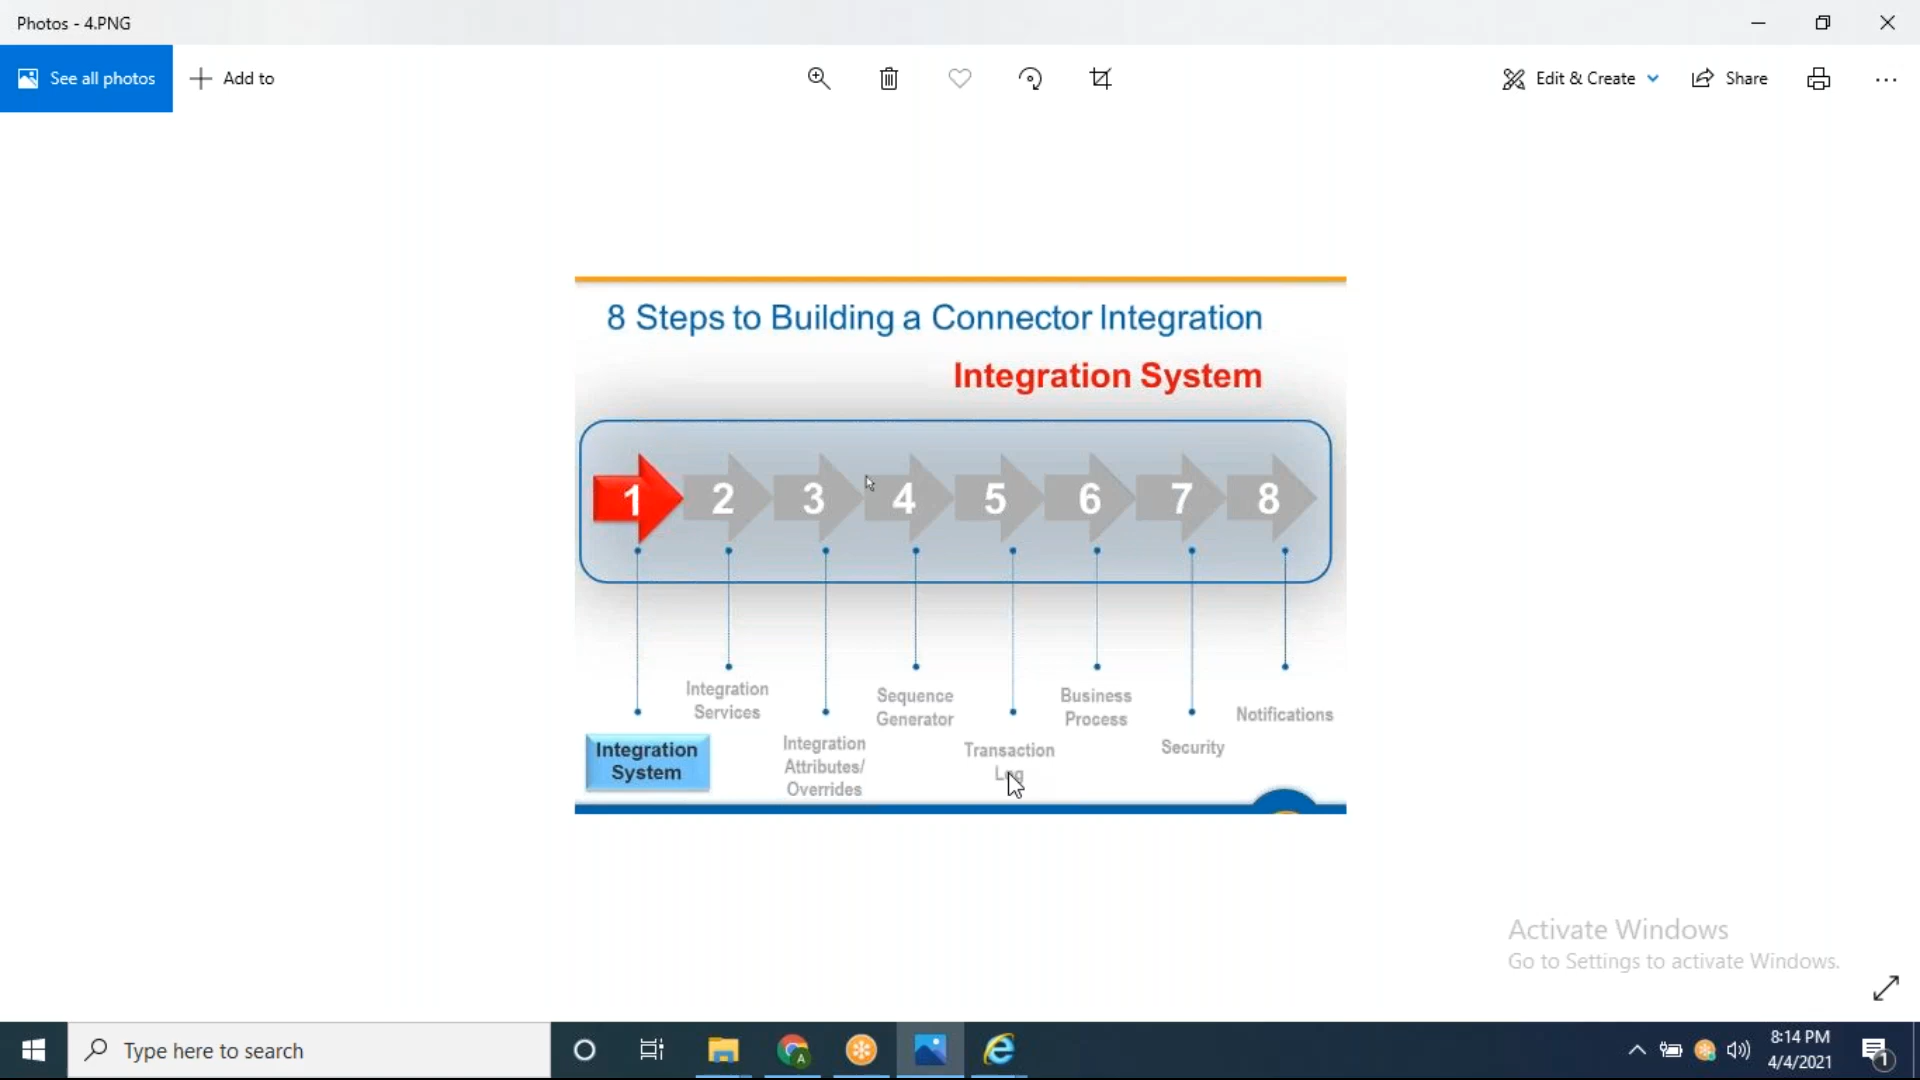 Photos - 4.PNG
See all photos
Add to
Edit & Create
Share
8 Steps to Building a Connector Integration
Integration System
1 2 3 4 5 6 7 8
Integration
System
Integration
Services
Integration
Attributes/
Overrides
Sequence
Generator
Transaction
Log
Business
Process
Security
Notifications
Activate Windows
Go to Settings to activate Windows.
Type here to search
A
8:14 PM
4/4/2021
1